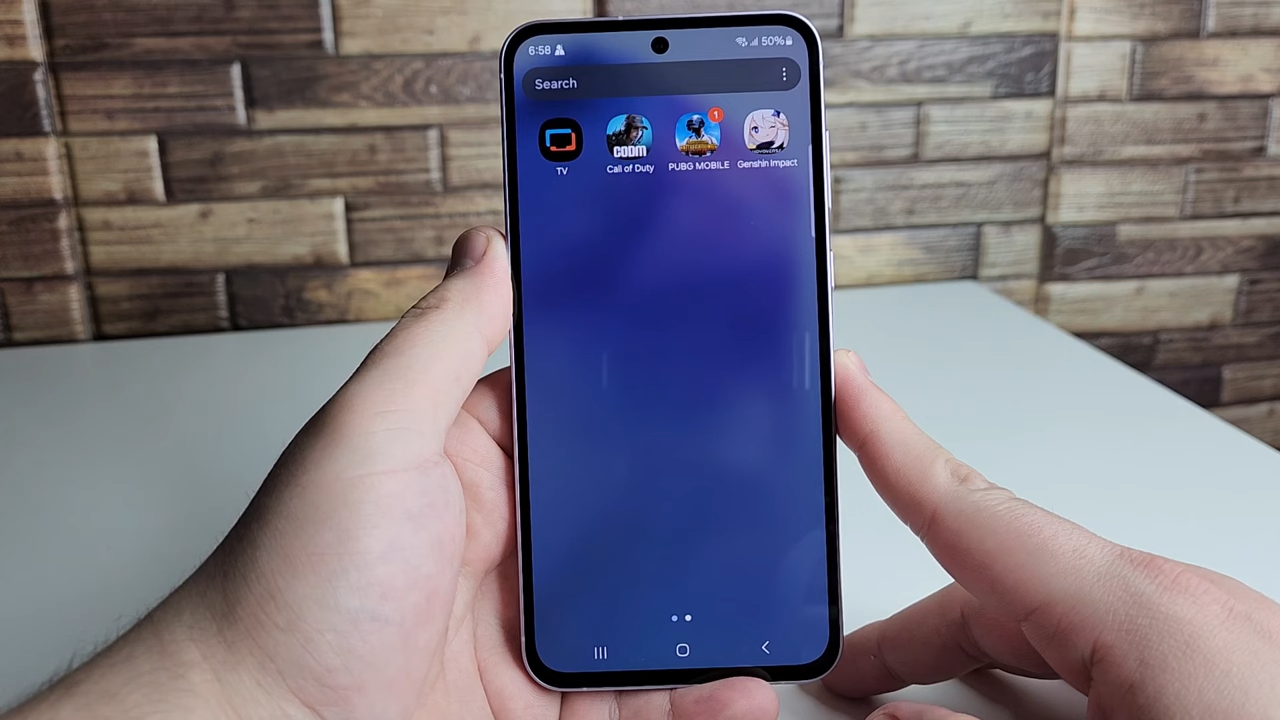 6:58
50%
Search
1
CODM
TV
Call of Duty
PUBG MOBILE
Genshin Impact